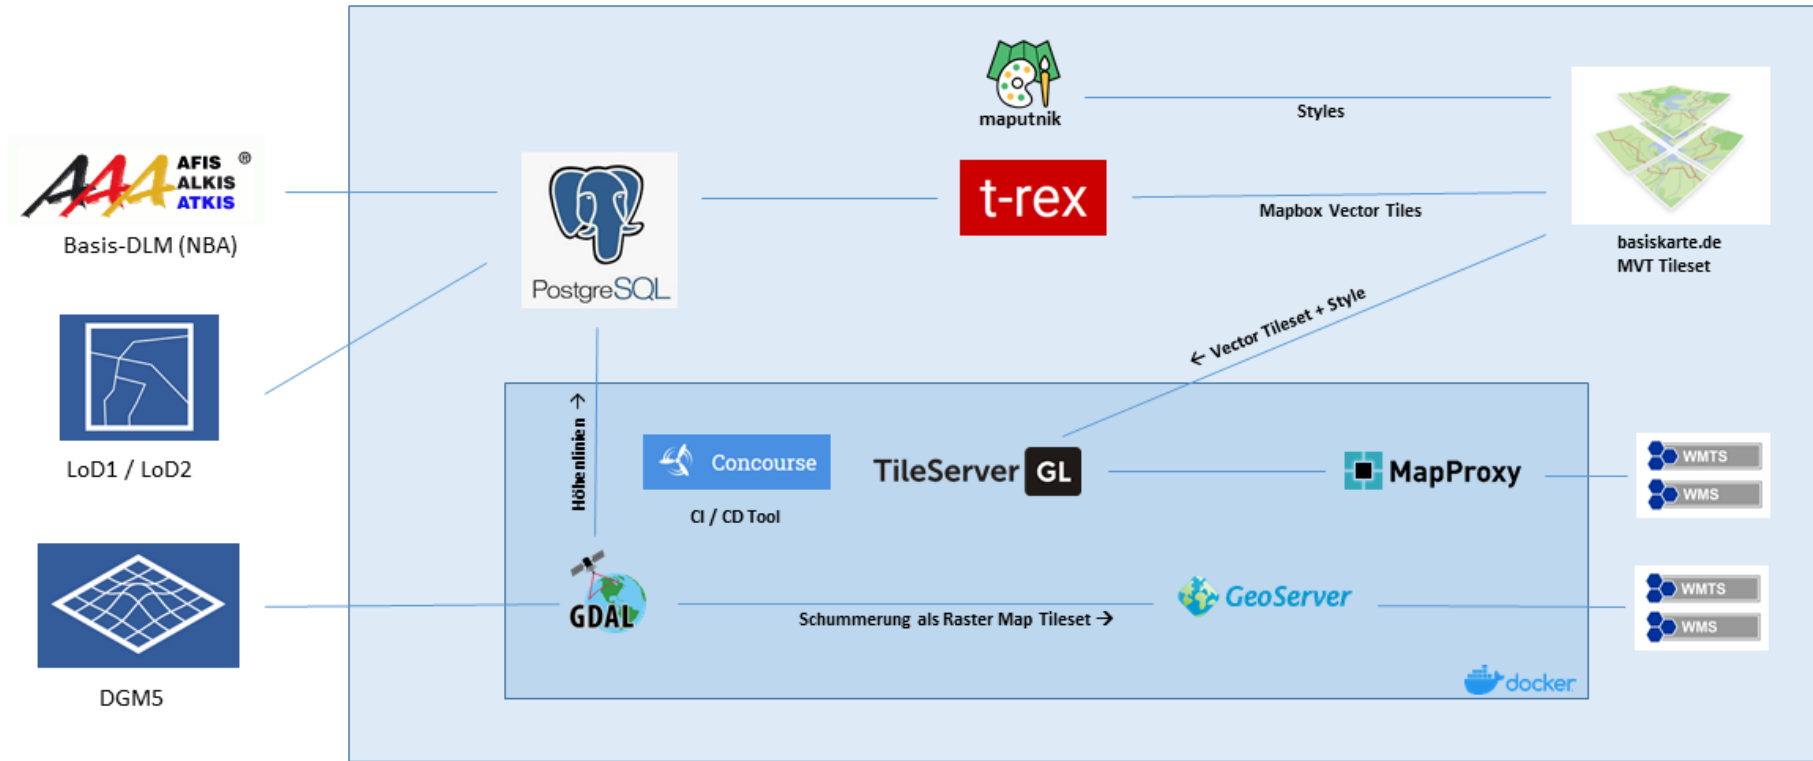 maputnik
Styles
AFIS ®
ALKIS
ATKIS
Basis-DLM (NBA)
PostgreSQL
t-rex
Mapbox Vector Tiles
basiskarte.de
MVT Tileset
← Vector Tileset + Style
LoD1 / LoD2
Höhenlinien →
Concourse
CI / CD Tool
TileServer GL
MapProxy
WMTS
WMS
DGM5
GDAL
Schummerung als Raster Map Tileset →
GeoServer
WMTS
WMS
docker